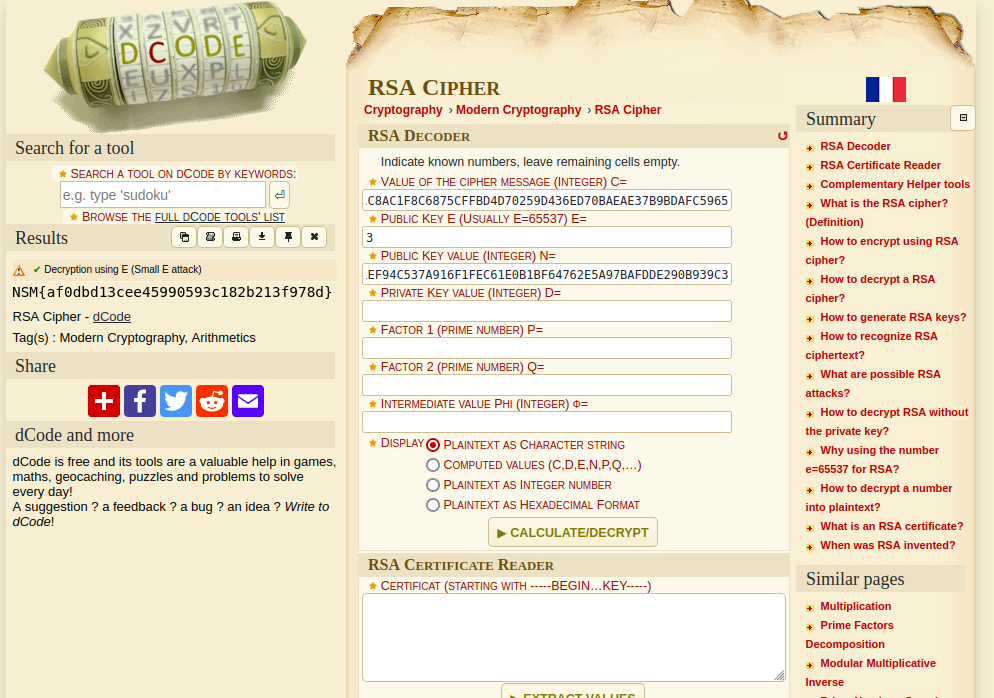 X Z V R T
D C O D E
E U X P L
Search for a tool
★ Search a tool on dCode by keywords:
e.g. type 'sudoku'
★ Browse the full dCode tools' list
Results
✔ Decryption using E (Small E attack)
NSM{af0dbd13cee45990593c182b213f978d}
RSA Cipher - dCode
Tag(s) : Modern Cryptography, Arithmetics
Share
dCode and more
dCode is free and its tools are a valuable help in games,
maths, geocaching, puzzles and problems to solve
every day!
A suggestion ? a feedback ? a bug ? an idea ? Write to
dCode!
RSA Cipher
Cryptography › Modern Cryptography › RSA Cipher
RSA Decoder
Indicate known numbers, leave remaining cells empty.
★ Value of the cipher message (Integer) C=
.C8AC1F8C6875CFFBD4D70259D436ED70BAEAE37B9BDAFC5965
★ Public Key E (Usually E=65537) E=
3
★ Public Key value (Integer) N=
.EF94C537A916F1FEC61E0B1BF64762E5A97BAFDDE290B939C3
★ Private Key value (Integer) D=
★ Factor 1 (prime number) P=
★ Factor 2 (prime number) Q=
★ Intermediate value Phi (Integer) Φ=
★ Display
Plaintext as Character string
Computed values (C,D,E,N,P,Q,...)
Plaintext as Integer number
Plaintext as Hexadecimal Format
▶ CALCULATE/DECRYPT
RSA Certificate Reader
★ Certificat (starting with -----BEGIN...KEY-----)
▶ EXTRACT VALUES
Summary
RSA Decoder
RSA Certificate Reader
Complementary Helper tools
What is the RSA cipher?
(Definition)
How to encrypt using RSA
cipher?
How to decrypt a RSA
cipher?
How to generate RSA keys?
How to recognize RSA
ciphertext?
What are possible RSA
attacks?
How to decrypt RSA without
the private key?
Why using the number
e=65537 for RSA?
How to decrypt a number
into plaintext?
What is an RSA certificate?
When was RSA invented?
Similar pages
Multiplication
Prime Factors
Decomposition
Modular Multiplicative
Inverse